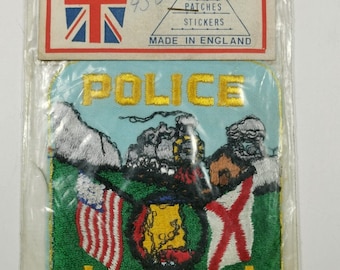 PATCHES
STICKERS
MADE IN ENGLAND
POLICE